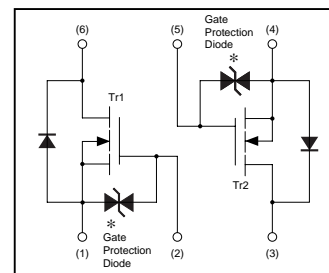 (6)
(5)
Gate
Protection
Diode
(4)
*
Tr1
Tr2
*
(1)
Gate
Protection
Diode
(2)
(3)